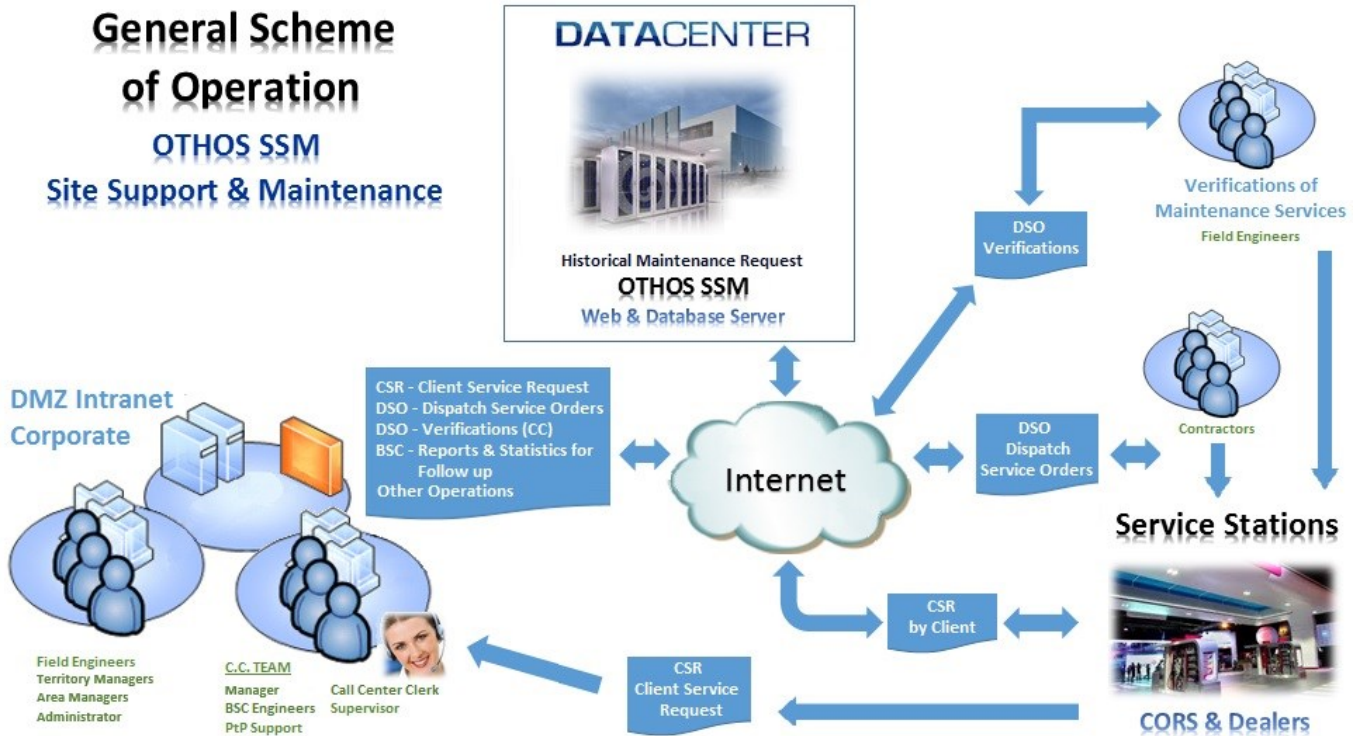 General Scheme
of Operation
OTHOS SSM
Site Support & Maintenance
DATACENTER
Historical Maintenance Request
OTHOS SSM
Web & Database Server
DSO
Verifications
Verifications of
Maintenance Services
Field Engineers
DMZ Intranet
Corporate
CSR - Client Service Request
DSO - Dispatch Service Orders
DSO - Verifications (CC)
BSC - Reports & Statistics for
Follow up
Other Operations
Internet
DSO
Dispatch
Service Orders
Contractors
Service Stations
CSR
by Client
CSR
Client Service
Request
CORS & Dealers
Field Engineers
Territory Managers
Area Managers
Administrator
C.C. TEAM
Manager
BSC Engineers
PtP Support
Call Center Clerk
Supervisor